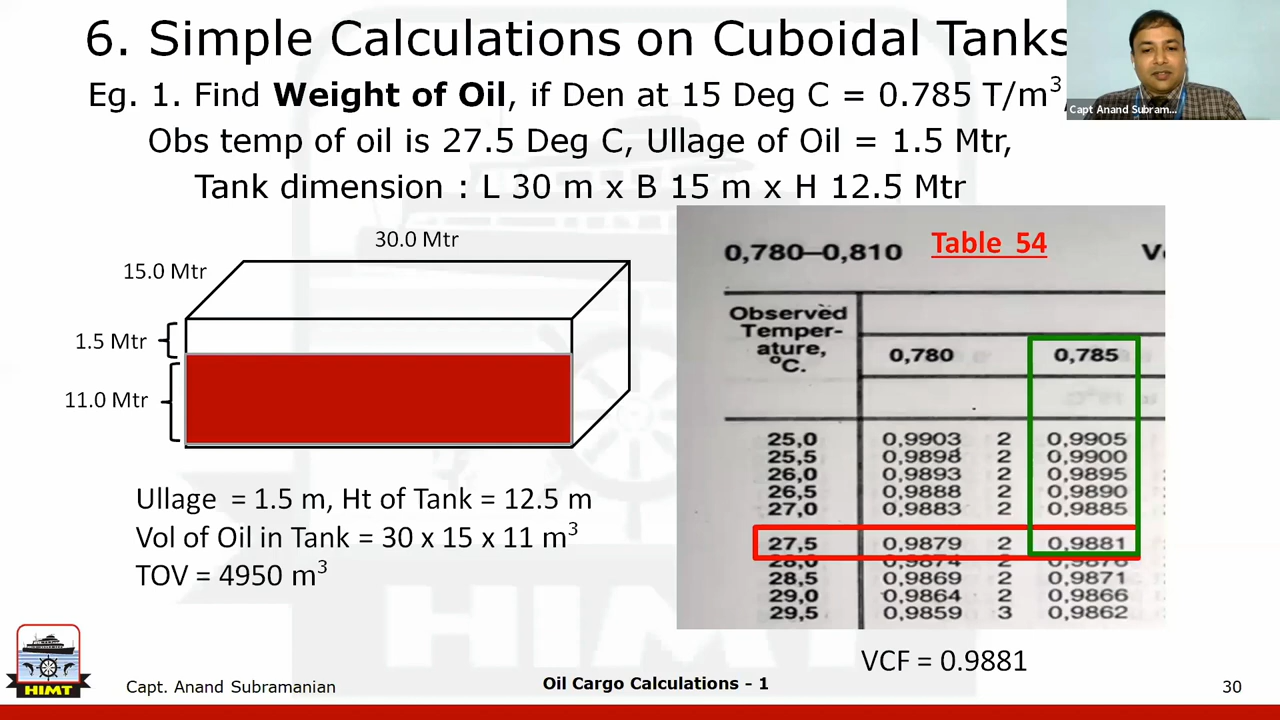 6. Simple Calculations on Cuboidal Tanks
Capt Anand Subram...
Eg. 1. Find Weight of Oil, if Den at 15 Deg C = 0.785 T/m³,
Obs temp of oil is 27.5 Deg C, Ullage of Oil = 1.5 Mtr,
Tank dimension : L 30 m x B 15 m x H 12.5 Mtr
30.0 Mtr
15.0 Mtr
1.5 Mtr
11.0 Mtr
Ullage = 1.5 m, Ht of Tank = 12.5 m
Vol of Oil in Tank = 30 x 15 x 11 m³
TOV = 4950 m³
0,780–0,810 Table 54
Observed
Temper-
ature,
°C.
0,780 0,785
25,0 0,9903 2 0,9905
25,5 0,9898 2 0,9900
26,0 0,9893 2 0,9895
26,5 0,9888 2 0,9890
27,0 0,9883 2 0,9885
27,5 0,9879 2 0,9881
28,0 0,9874 2 0,9876
28,5 0,9869 2 0,9871
29,0 0,9864 2 0,9866
29,5 0,9859 3 0,9862
VCF = 0.9881
HIMT
HIMT
Capt. Anand Subramanian
Oil Cargo Calculations - 1
30